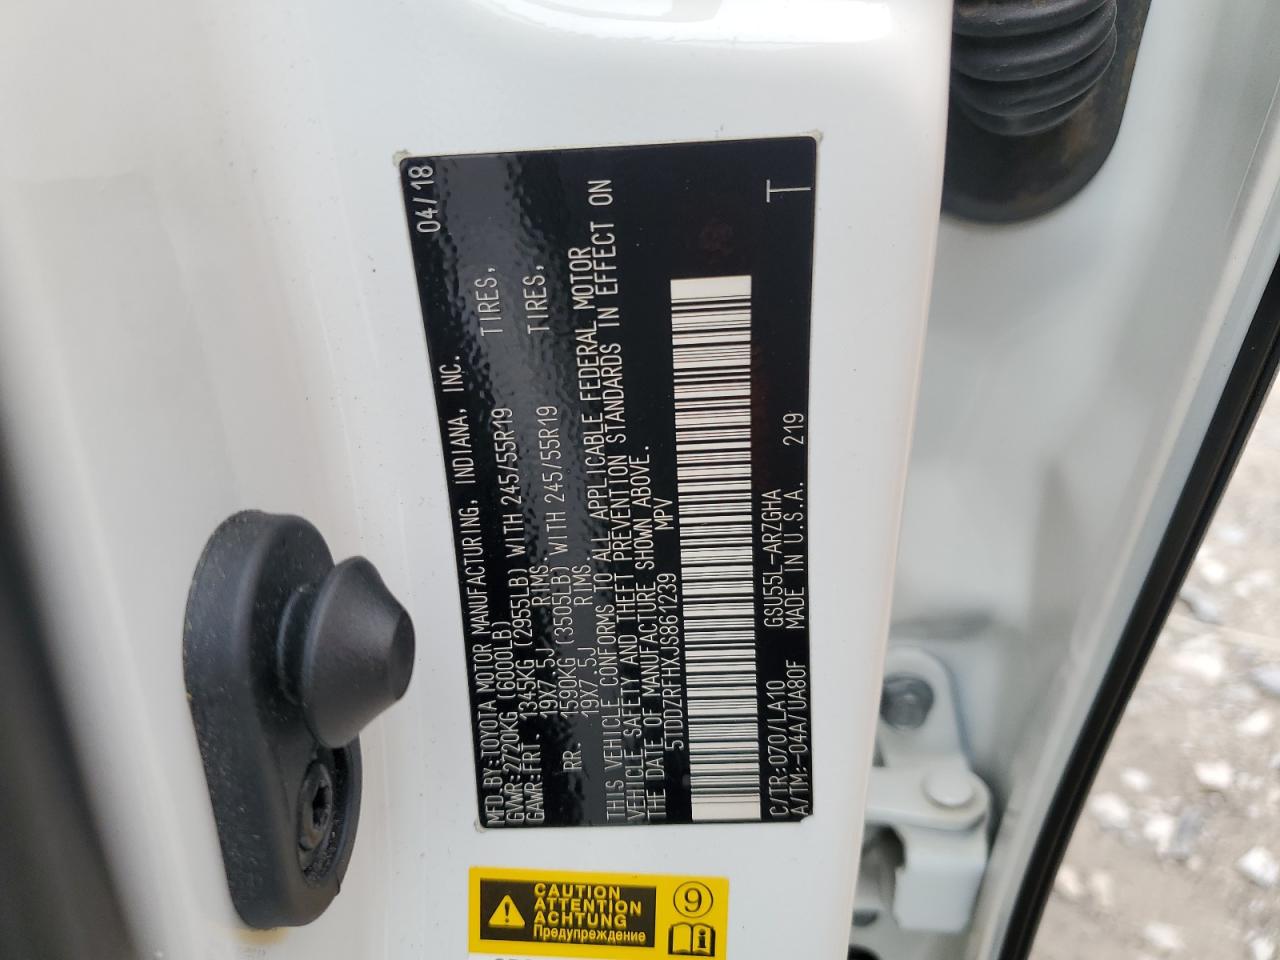 MFD.BY:TOYOTA MOTOR MANUFACTURING, INDIANA, INC. 04/18
GVWR:2720KG (6000LB)
GAWR:FRT. 1345KG (2955LB) WITH 245/55R19 TIRES,
19X7.5J RIMS.
RR. 1590KG (3505LB) WITH 245/55R19 TIRES,
19X7.5J RIMS.
THIS VEHICLE CONFORMS TO ALL APPLICABLE FEDERAL MOTOR
VEHICLE SAFETY AND THEFT PREVENTION STANDARDS IN EFFECT ON
THE DATE OF MANUFACTURE SHOWN ABOVE.
5TDDZRFHXJS861239 MPV
C/TR:070/LA10 GSU55L-ARZGHA T
A/TM:-04A/UA80F MADE IN U.S.A. 219
CAUTION
ATTENTION
ACHTUNG
Предупреждение
9